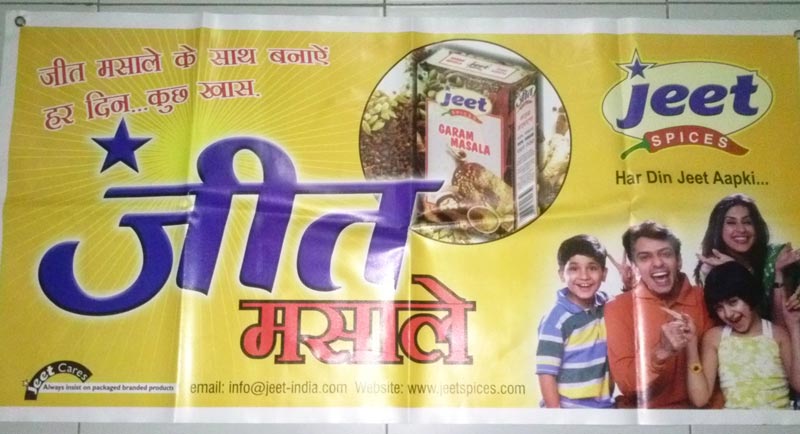 जीत मसाले के साथ बनाऐं
हर दिन...कुछ खास.
जीत
मसाले
jeet
SPICES
GARAM
MASALA
jeet
SPICES
Har Din Jeet Aapki...
jeet Cares
Always insist on packaged branded products
email: info@jeet-india.com Website: www.jeetspices.com